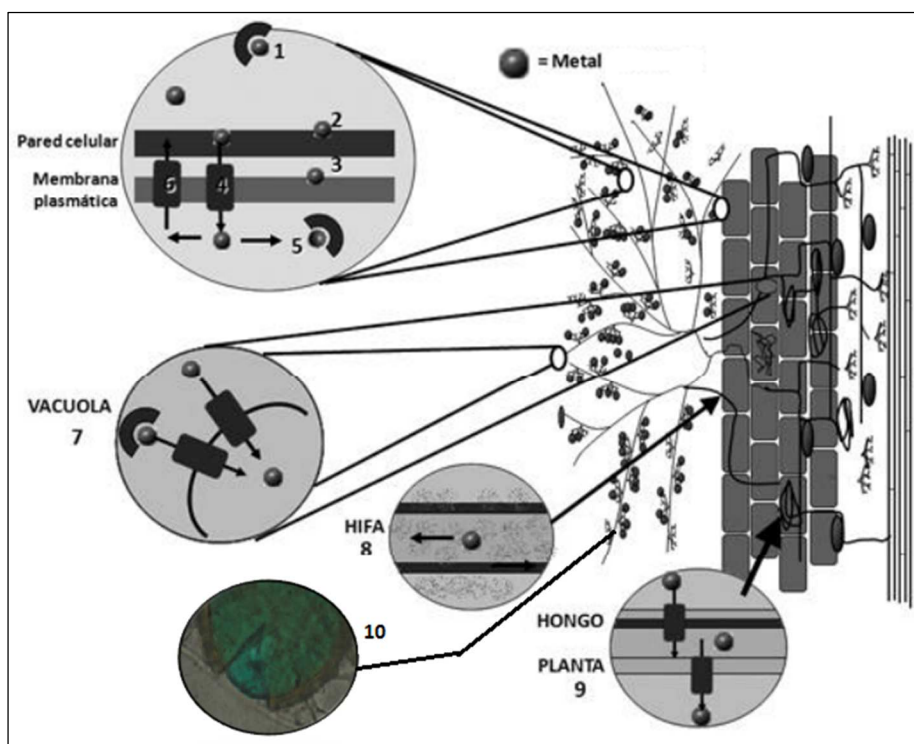 1
= Metal
2
Pared celular
3
6
4
Membrana
plasmática
5
VACUOLA
7
HIFA
8
10
HONGO
PLANTA
9